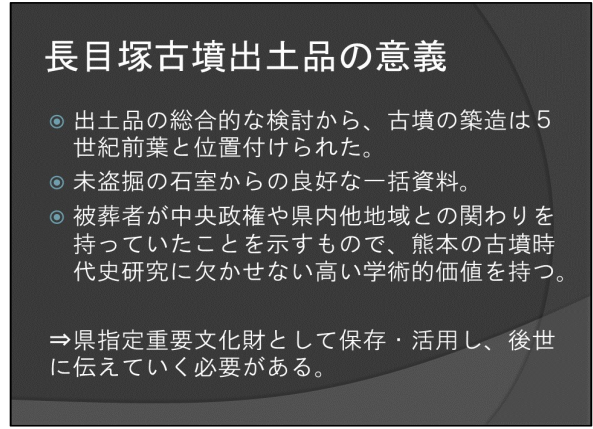 長目塚古墳出土品の意義
出土品の総合的な検討から、古墳の築造は５
世紀前葉と位置付けられた。
未盗掘の石室からの良好な一括資料。
被葬者が中央政権や県内他地域との関わりを
持っていたことを示すもので、熊本の古墳時
代史研究に欠かせない高い学術的価値を持つ。
⇒県指定重要文化財として保存・活用し、後世
に伝えていく必要がある。